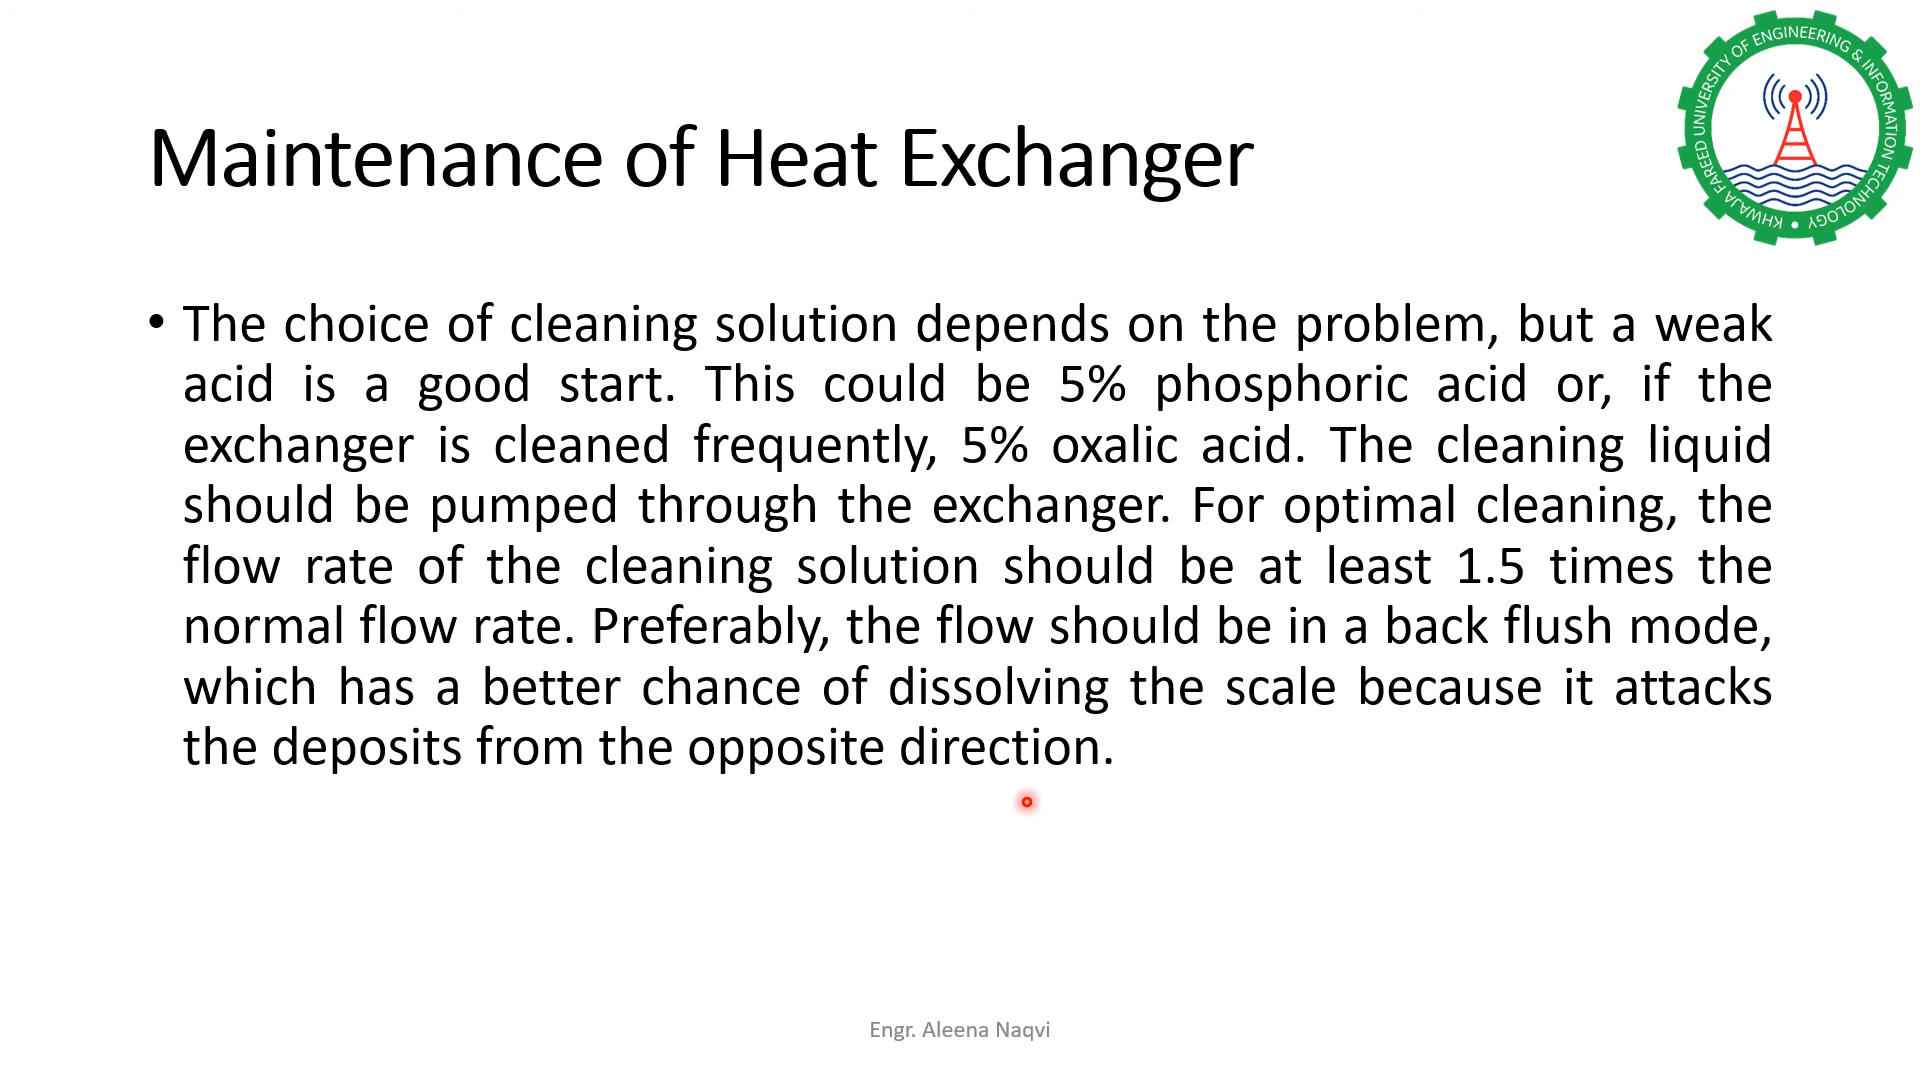 KHWAJA FAREED UNIVERSITY OF ENGINEERING & INFORMATION TECHNOLOGY
Maintenance of Heat Exchanger
• The choice of cleaning solution depends on the problem, but a weak
acid is a good start. This could be 5% phosphoric acid or, if the
exchanger is cleaned frequently, 5% oxalic acid. The cleaning liquid
should be pumped through the exchanger. For optimal cleaning, the
flow rate of the cleaning solution should be at least 1.5 times the
normal flow rate. Preferably, the flow should be in a back flush mode,
which has a better chance of dissolving the scale because it attacks
the deposits from the opposite direction.
Engr. Aleena Naqvi